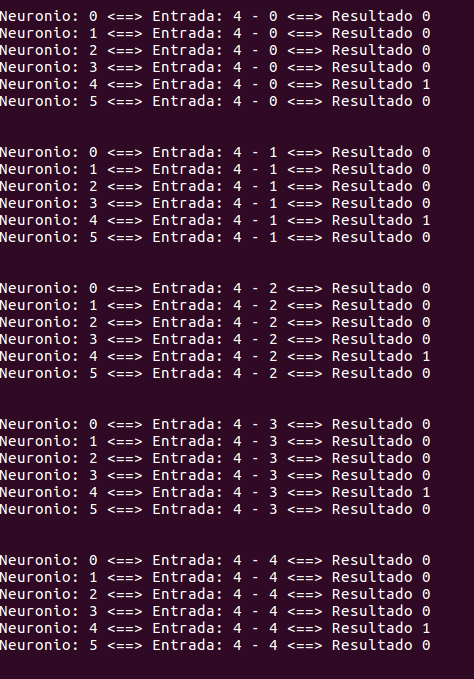 Neuronio: 0 <==> Entrada: 4 - 0 <==> Resultado 0
Neuronio: 1 <==> Entrada: 4 - 0 <==> Resultado 0
Neuronio: 2 <==> Entrada: 4 - 0 <==> Resultado 0
Neuronio: 3 <==> Entrada: 4 - 0 <==> Resultado 0
Neuronio: 4 <==> Entrada: 4 - 0 <==> Resultado 1
Neuronio: 5 <==> Entrada: 4 - 0 <==> Resultado 0
Neuronio: 0 <==> Entrada: 4 - 1 <==> Resultado 0
Neuronio: 1 <==> Entrada: 4 - 1 <==> Resultado 0
Neuronio: 2 <==> Entrada: 4 - 1 <==> Resultado 0
Neuronio: 3 <==> Entrada: 4 - 1 <==> Resultado 0
Neuronio: 4 <==> Entrada: 4 - 1 <==> Resultado 1
Neuronio: 5 <==> Entrada: 4 - 1 <==> Resultado 0
Neuronio: 0 <==> Entrada: 4 - 2 <==> Resultado 0
Neuronio: 1 <==> Entrada: 4 - 2 <==> Resultado 0
Neuronio: 2 <==> Entrada: 4 - 2 <==> Resultado 0
Neuronio: 3 <==> Entrada: 4 - 2 <==> Resultado 0
Neuronio: 4 <==> Entrada: 4 - 2 <==> Resultado 1
Neuronio: 5 <==> Entrada: 4 - 2 <==> Resultado 0
Neuronio: 0 <==> Entrada: 4 - 3 <==> Resultado 0
Neuronio: 1 <==> Entrada: 4 - 3 <==> Resultado 0
Neuronio: 2 <==> Entrada: 4 - 3 <==> Resultado 0
Neuronio: 3 <==> Entrada: 4 - 3 <==> Resultado 0
Neuronio: 4 <==> Entrada: 4 - 3 <==> Resultado 1
Neuronio: 5 <==> Entrada: 4 - 3 <==> Resultado 0
Neuronio: 0 <==> Entrada: 4 - 4 <==> Resultado 0
Neuronio: 1 <==> Entrada: 4 - 4 <==> Resultado 0
Neuronio: 2 <==> Entrada: 4 - 4 <==> Resultado 0
Neuronio: 3 <==> Entrada: 4 - 4 <==> Resultado 0
Neuronio: 4 <==> Entrada: 4 - 4 <==> Resultado 1
Neuronio: 5 <==> Entrada: 4 - 4 <==> Resultado 0